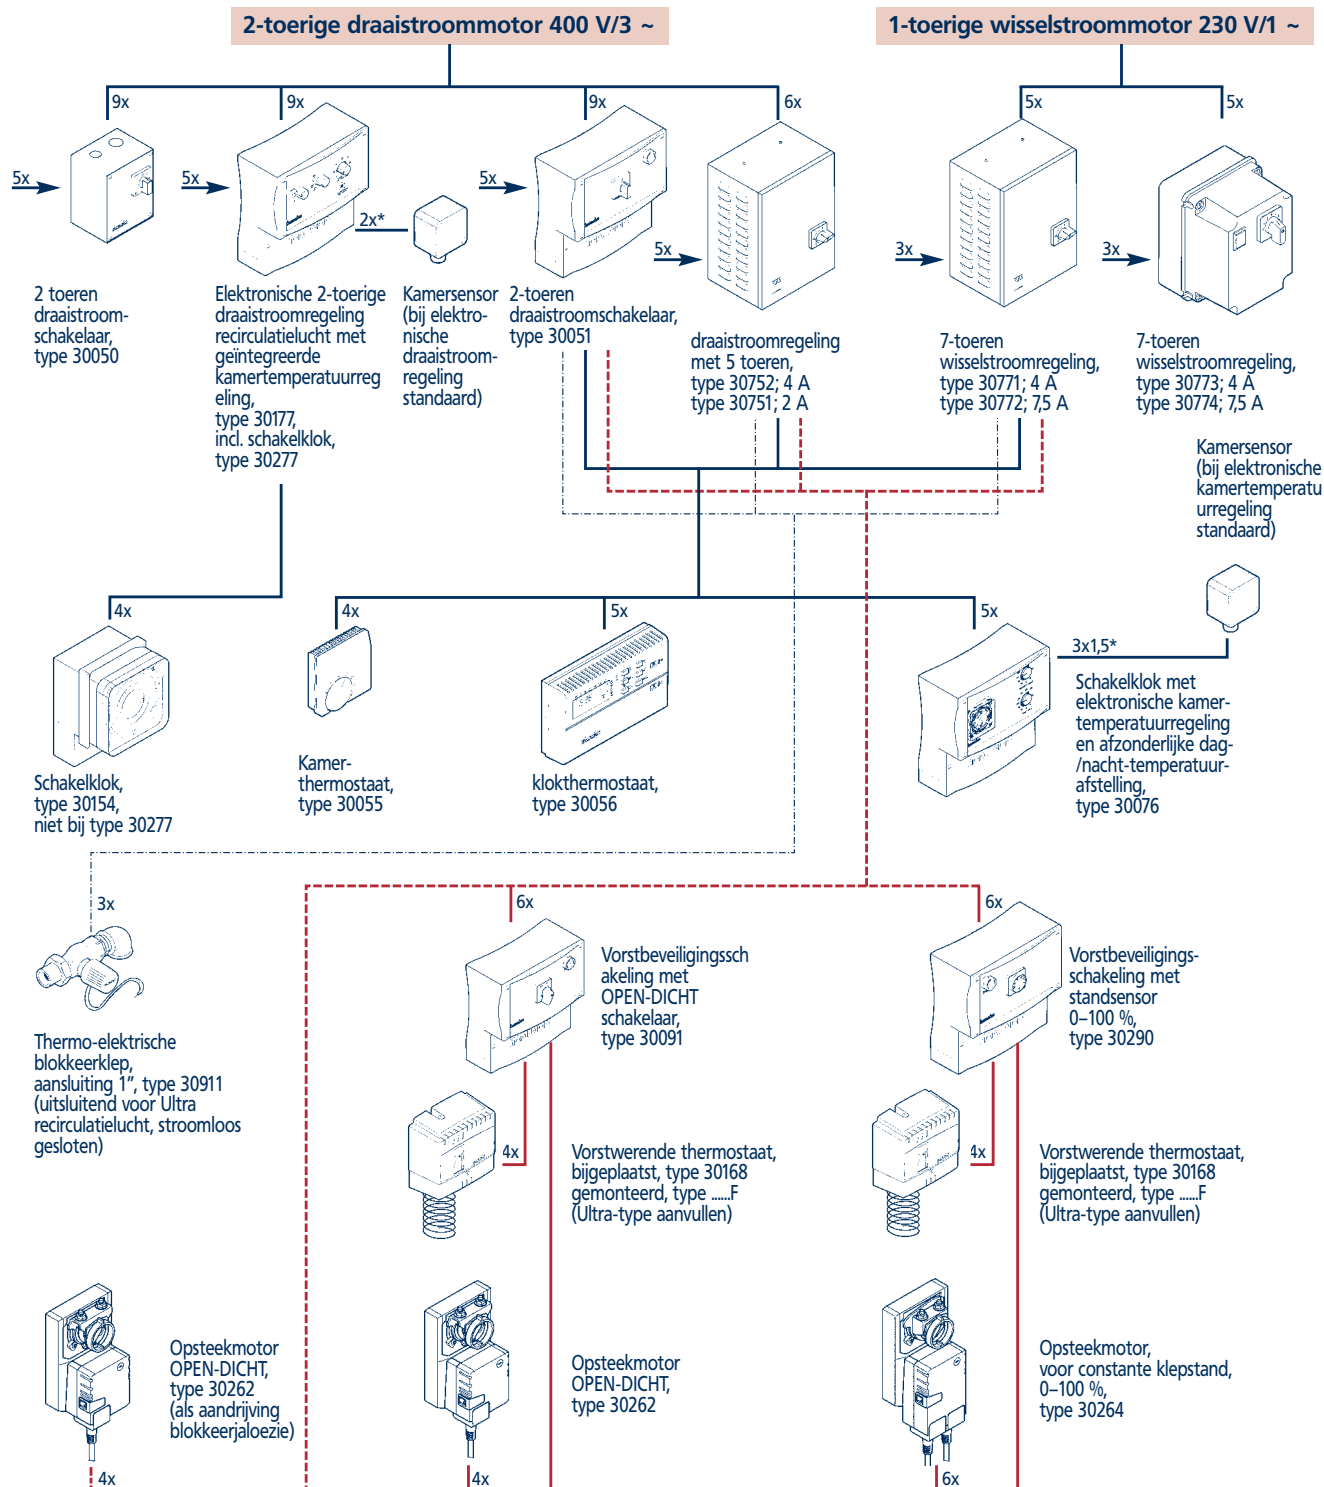 2-toerige draaistroommotor 400 V/3 ~
1-toerige wisselstroommotor 230 V/1 ~
9x
9x
9x
6x
5x
5x
5x
5x
5x
2x*
5x
3x
3x
2 toeren
draaistroom-
schakelaar,
type 30050
Elektronische 2-toerige
draaistroomregeling
recirculatielucht met
geïntegreerde
kamertemperatuurreg
eling,
type 30177,
incl. schakelklok,
type 30277
Kamersensor
(bij elektro-
nische
draaistroom-
regeling
standaard)
2-toeren
draaistroomschakelaar,
type 30051
draaistroomregeling
met 5 toeren,
type 30752; 4 A
type 30751; 2 A
7-toeren
wisselstroomregeling,
type 30771; 4 A
type 30772; 7,5 A
7-toeren
wisselstroomregeling,
type 30773; 4 A
type 30774; 7,5 A
Kamersensor
(bij elektronische
kamertemperatu
urregeling
standaard)
4x
4x
5x
5x
3x1,5*
Schakelklok,
type 30154,
niet bij type 30277
Kamer-
thermostaat,
type 30055
klokthermostaat,
type 30056
Schakelklok met
elektronische kamer-
temperatuurregeling
en afzonderlijke dag-
/nacht-temperatuur-
afstelling,
type 30076
3x
6x
6x
Thermo-elektrische
blokkeerklep,
aansluiting 1”, type 30911
(uitsluitend voor Ultra
recirculatielucht, stroomloos
gesloten)
Vorstbeveiligingssch
akeling met
OPEN-DICHT
schakelaar,
type 30091
Vorstbeveiligings-
schakeling met
standsensor
0–100 %,
type 30290
4x
4x
Vorstwerende thermostaat,
bijgeplaatst, type 30168
gemonteerd, type ......F
(Ultra-type aanvullen)
Vorstwerende thermostaat,
bijgeplaatst, type 30168
gemonteerd, type ......F
(Ultra-type aanvullen)
Opsteekmotor
OPEN-DICHT,
type 30262
(als aandrijving
blokkeerjaloezie)
Opsteekmotor
OPEN-DICHT,
type 30262
Opsteekmotor,
voor constante klepstand,
0–100 %,
type 30264
4x
4x
6x